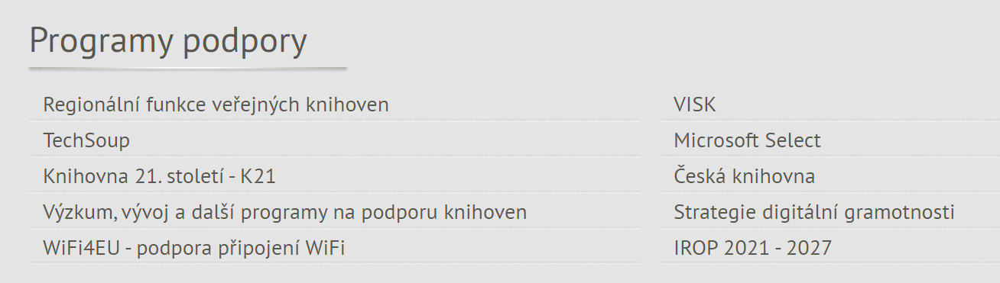 Programy podpory
Regionální funkce veřejných knihoven
VISK
TechSoup
Microsoft Select
Knihovna 21. století - K21
Česká knihovna
Výzkum, vývoj a další programy na podporu knihoven
Strategie digitální gramotnosti
WiFi4EU - podpora připojení WiFi
IROP 2021 - 2027